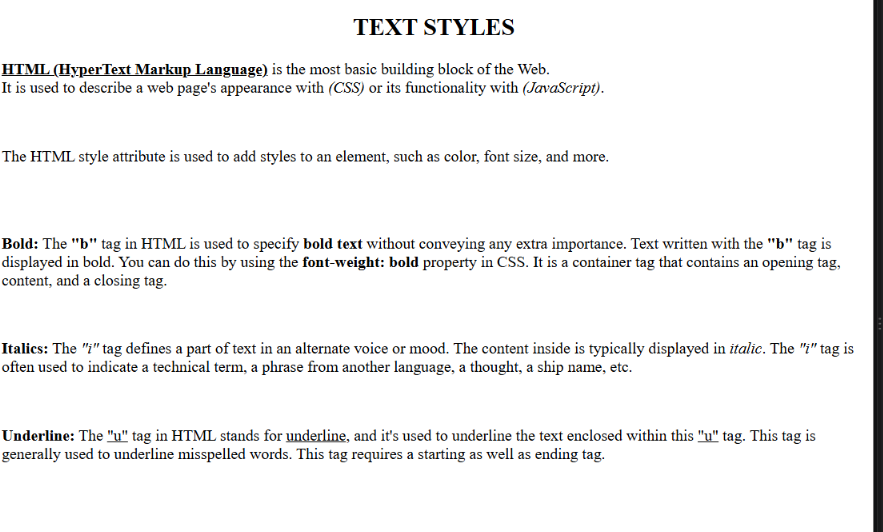 TEXT STYLES
HTML (HyperText Markup Language) is the most basic building block of the Web.
It is used to describe a web page's appearance with (CSS) or its functionality with (JavaScript).
The HTML style attribute is used to add styles to an element, such as color, font size, and more.
Bold: The "b" tag in HTML is used to specify bold text without conveying any extra importance. Text written with the "b" tag is
displayed in bold. You can do this by using the font-weight: bold property in CSS. It is a container tag that contains an opening tag,
content, and a closing tag.
Italics: The "i" tag defines a part of text in an alternate voice or mood. The content inside is typically displayed in italic. The "i" tag is
often used to indicate a technical term, a phrase from another language, a thought, a ship name, etc.
Underline: The "u" tag in HTML stands for underline, and it's used to underline the text enclosed within this "u" tag. This tag is
generally used to underline misspelled words. This tag requires a starting as well as ending tag.